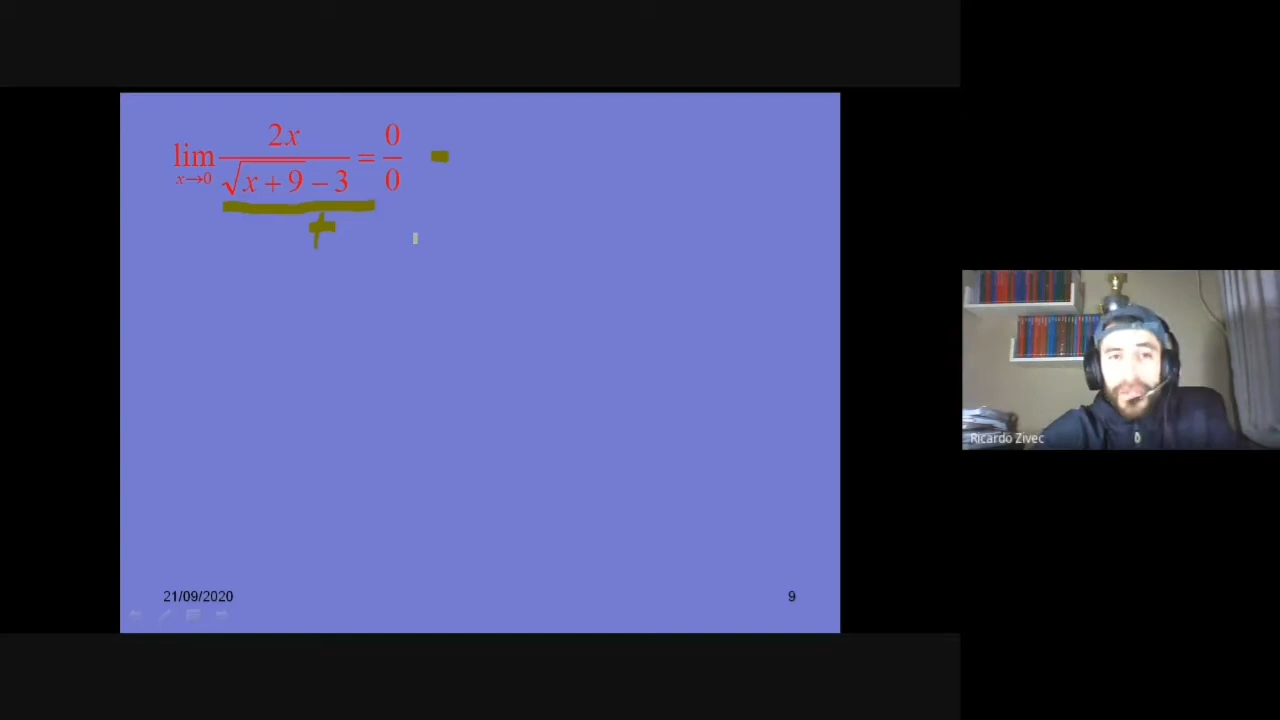 lim x→0 2x / √(x + 9) − 3 = 0/0 -
+
21/09/2020
9
Ricardo Zivec